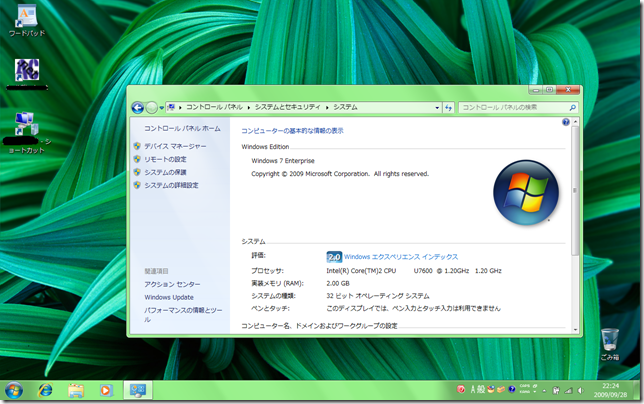 ワードパッド
ショートカット
コントロール パネル ▸ システムとセキュリティ ▸ システム
コントロール パネルの検索
コントロール パネル ホーム
デバイス マネージャー
リモートの設定
システムの保護
システムの詳細設定
関連項目
アクション センター
Windows Update
パフォーマンスの情報とツール
コンピューターの基本的な情報の表示
Windows Edition
Windows 7 Enterprise
Copyright © 2009 Microsoft Corporation. All rights reserved.
システム
評価: 2.0 Windows エクスペリエンス インデックス
プロセッサ: Intel(R) Core(TM)2 CPU U7600 @ 1.20GHz 1.20 GHz
実装メモリ (RAM): 2.00 GB
システムの種類: 32 ビット オペレーティング システム
ペンとタッチ: このディスプレイでは、ペン入力とタッチ入力は利用できません
コンピューター名、ドメインおよびワークグループの設定
ごみ箱
A 般
CAPS
KANA
22:24
2009/09/28